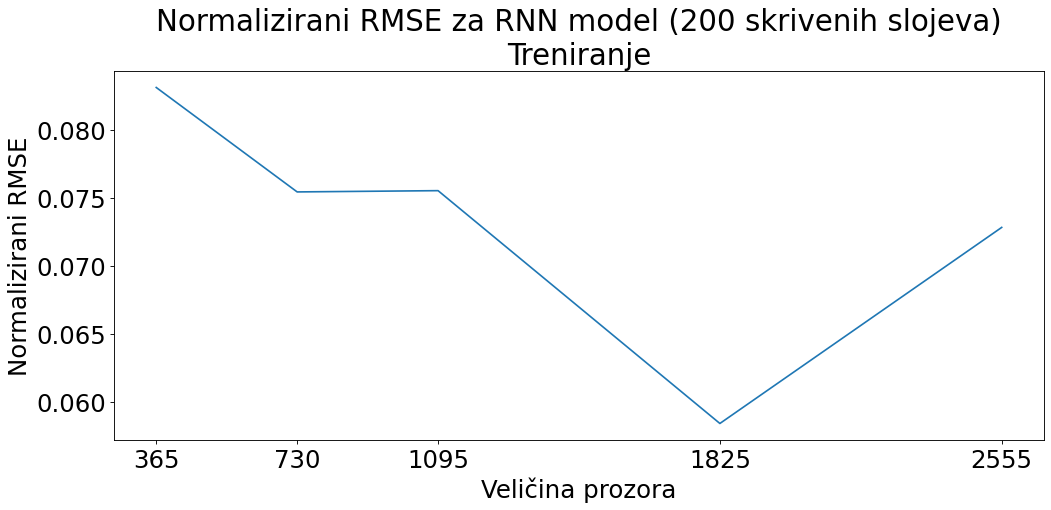 Normalizirani RMSE za RNN model (200 skrivenih slojeva)
Treniranje
Normalizirani RMSE
0.080
0.075
0.070
0.065
0.060
365 730 1095 1825 2555
Veličina prozora